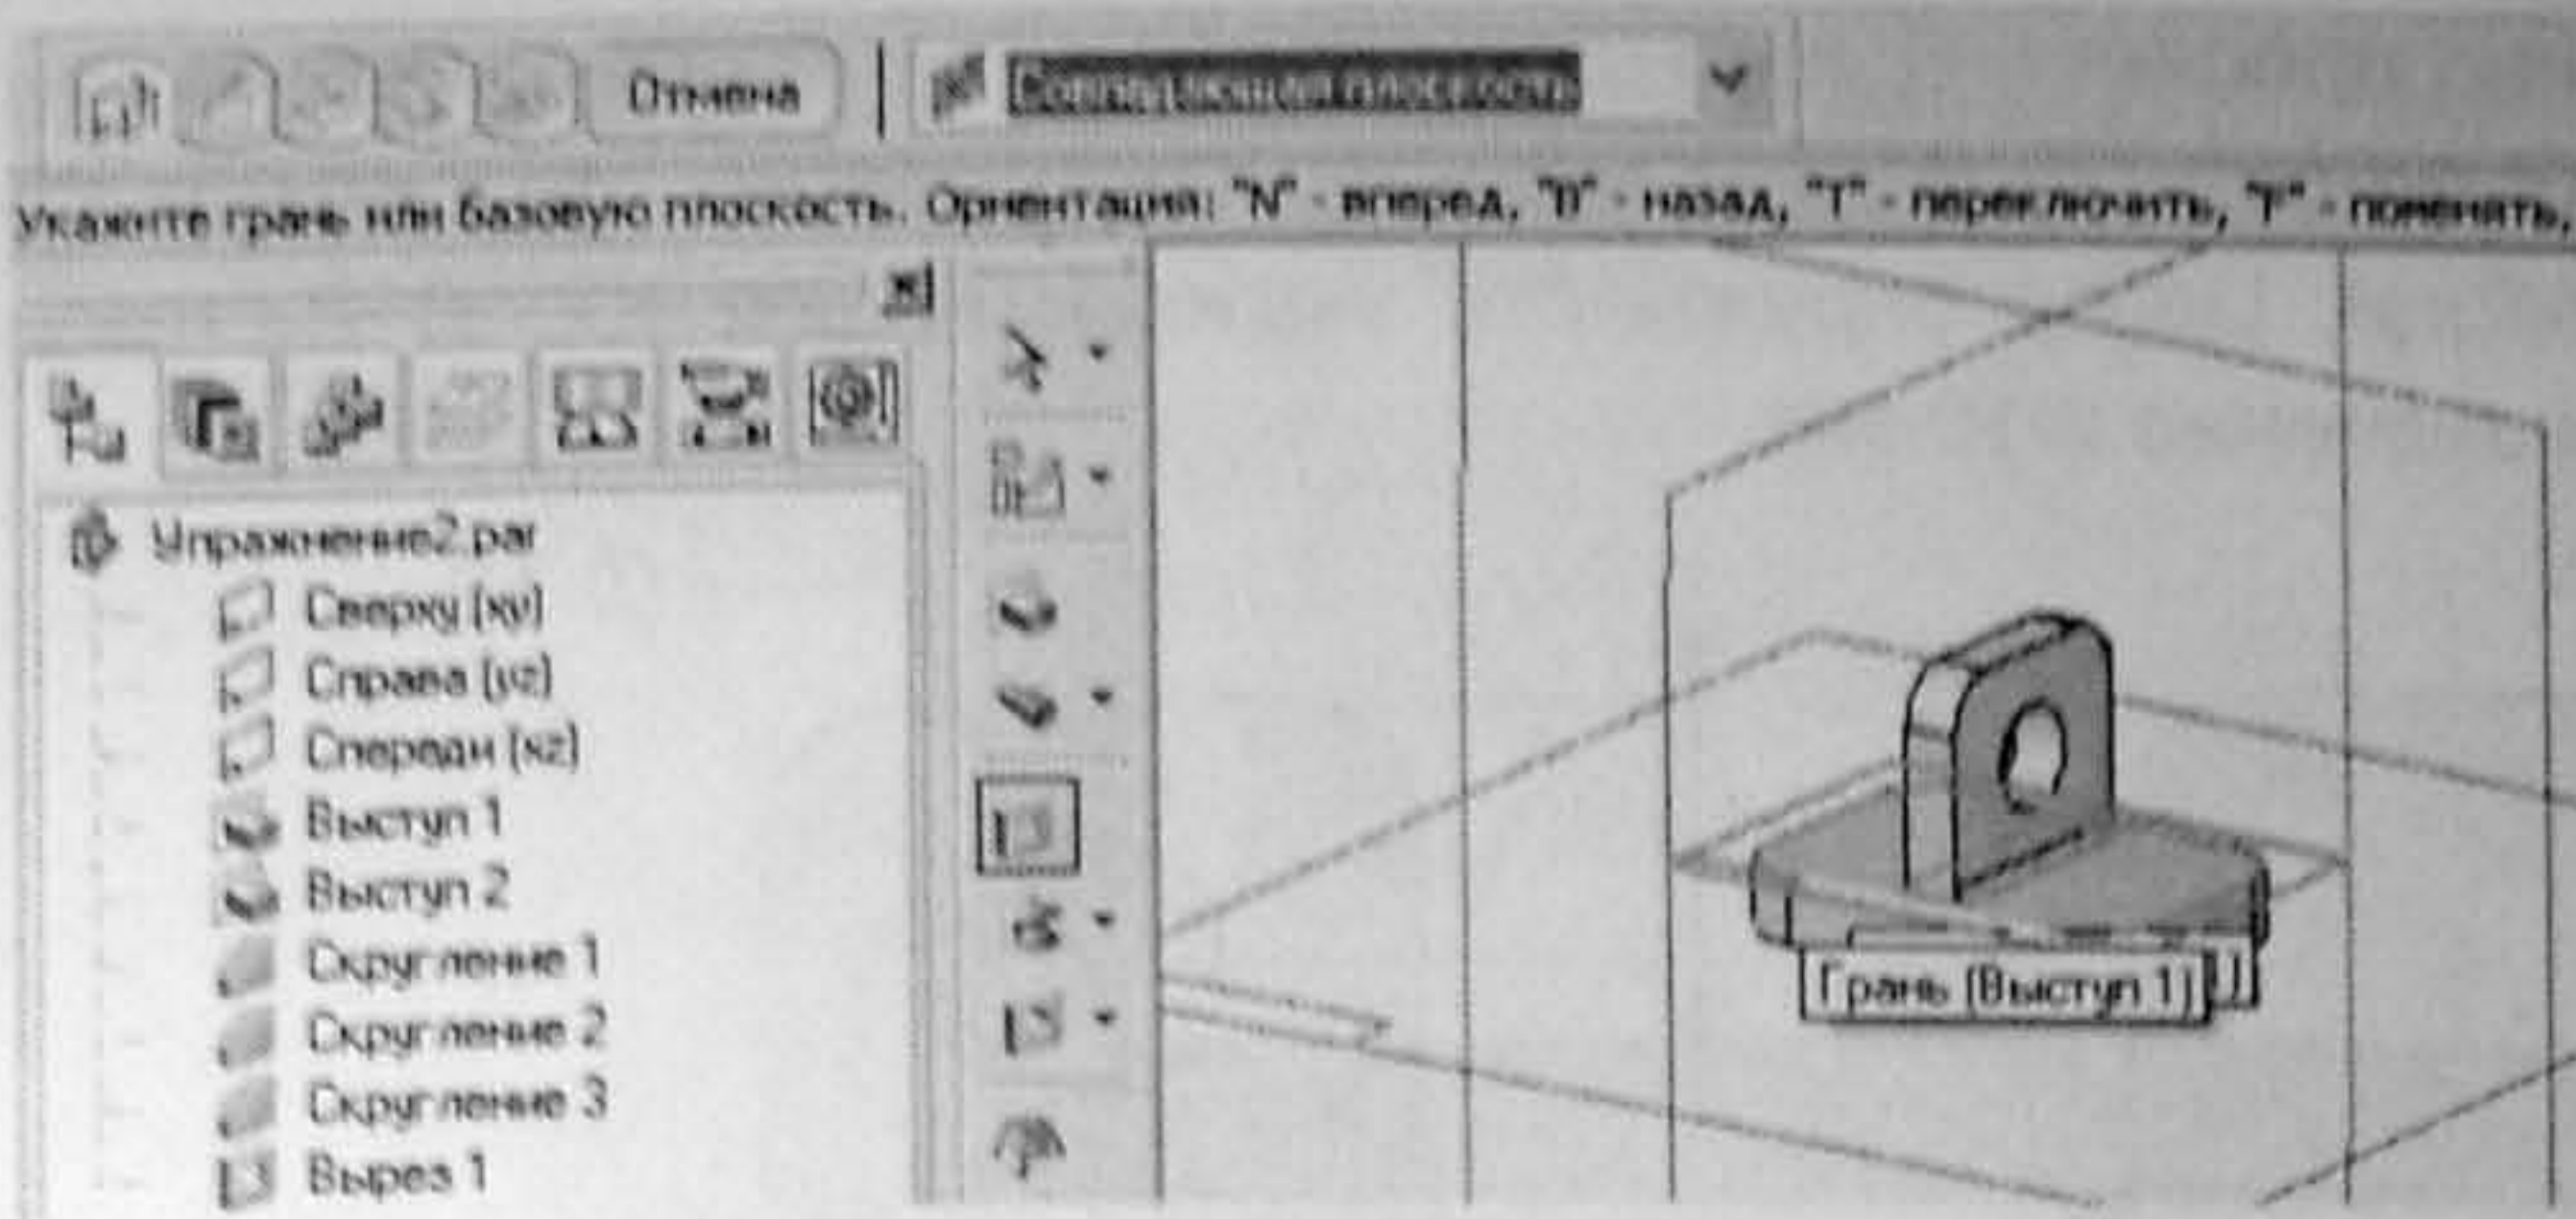 Отмена
Совпадающая плоскость
Укажите грань или базовую плоскость. Ориентация: "N" - вперед, "B" - назад, "T" - переключить, "F" - поменять,
Упражнение2.par
Сверху (xy)
Справа (yz)
Спереди (xz)
Выступ 1
Выступ 2
Скругление 1
Скругление 2
Скругление 3
Вырез 1
Грань (Выступ 1)